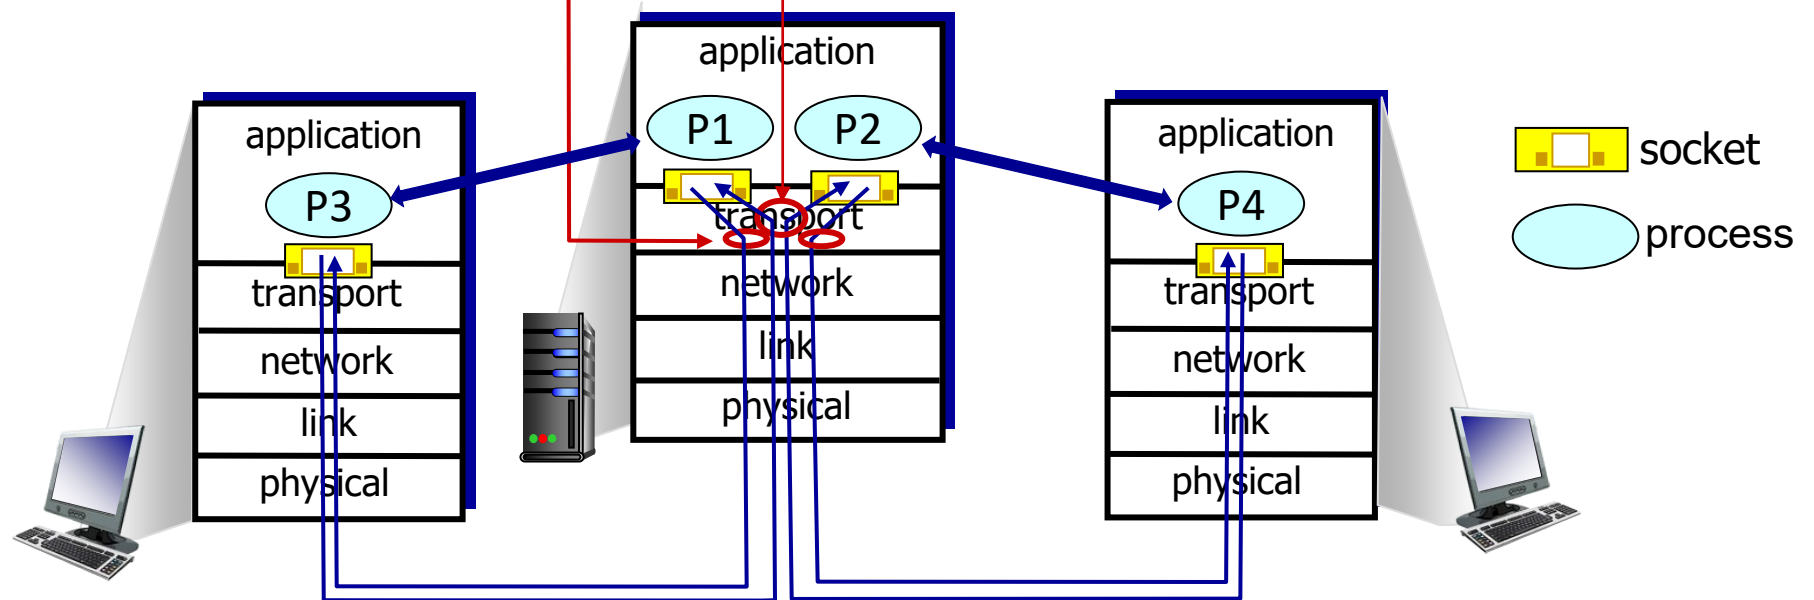 application
P1
P2
transport
network
link
physical
application
P3
transport
network
link
physical
application
P4
transport
network
link
physical
socket
process